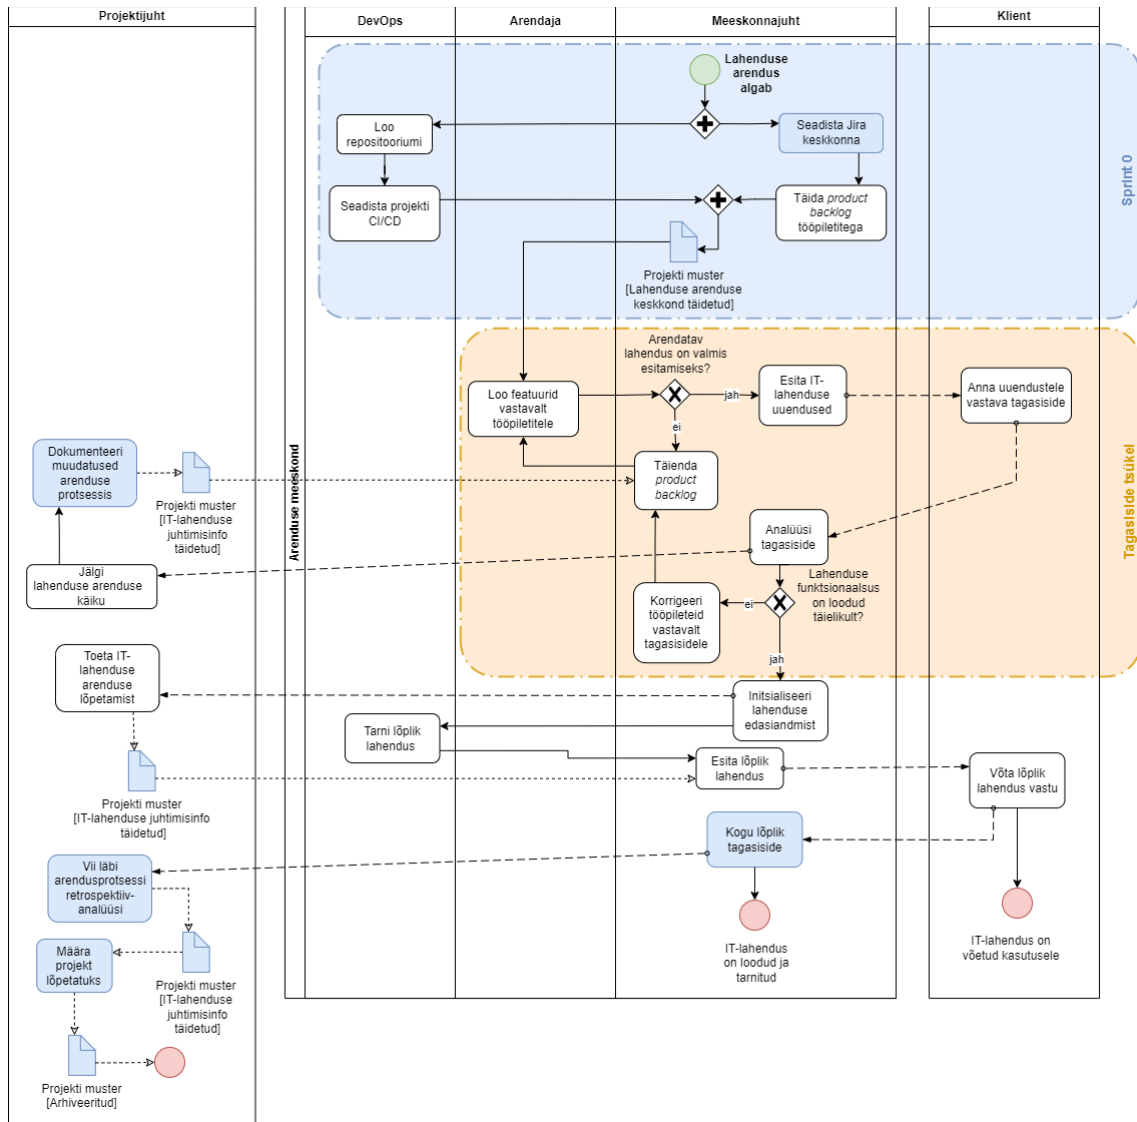 Projektijuht
DevOps
Arendaja
Meeskonnajuht
Klient
Arenduse meeskond
Lahenduse
arendus
algab
Loo
repositooriumi
Seadista Jira
keskkonna
Seadista projekti
CI/CD
Täida product
backlog
tööpiletitega
Projekti muster
[Lahenduse arenduse
keskkond täidetud]
Sprint 0
Arendatav
lahendus on valmis
esitamiseks?
Loo featuurid
vastavalt
tööpiletitele
jah
ei
Esita IT-
lahenduse
uuendused
Anna uuendustele
vastava tagasiside
Dokumenteeri
muudatused
arenduse
protsessis
Projekti muster
[IT-lahenduse
juhtimisinfo
täidetud]
Täienda
product
backlog
Tagasiside tsükel
Analüüsi
tagasiside
Jälgi
lahenduse arenduse
käiku
Lahenduse
funktsionaalsus
on loodud
täielikult?
ei
jah
Korrigeeri
tööpileteid
vastavalt
tagasisidele
Toeta IT-
lahenduse
arenduse
lõpetamist
Initsialiseeri
lahenduse
edasiandmist
Tarni lõplik
lahendus
Esita lõplik
lahendus
Võta lõplik
lahendus vastu
Projekti muster
[IT-lahenduse juhtimisinfo
täidetud]
Kogu lõplik
tagasiside
Vii läbi
arendusprotsessi
retrospektiiv-
analüüsi
IT-lahendus
on loodud ja
tarnitud
IT-lahendus on
võetud kasutusele
Määra
projekt
lõpetatuks
Projekti muster
[IT-lahenduse
juhtimisinfo
täidetud]
Projekti muster
[Arhiveeritud]